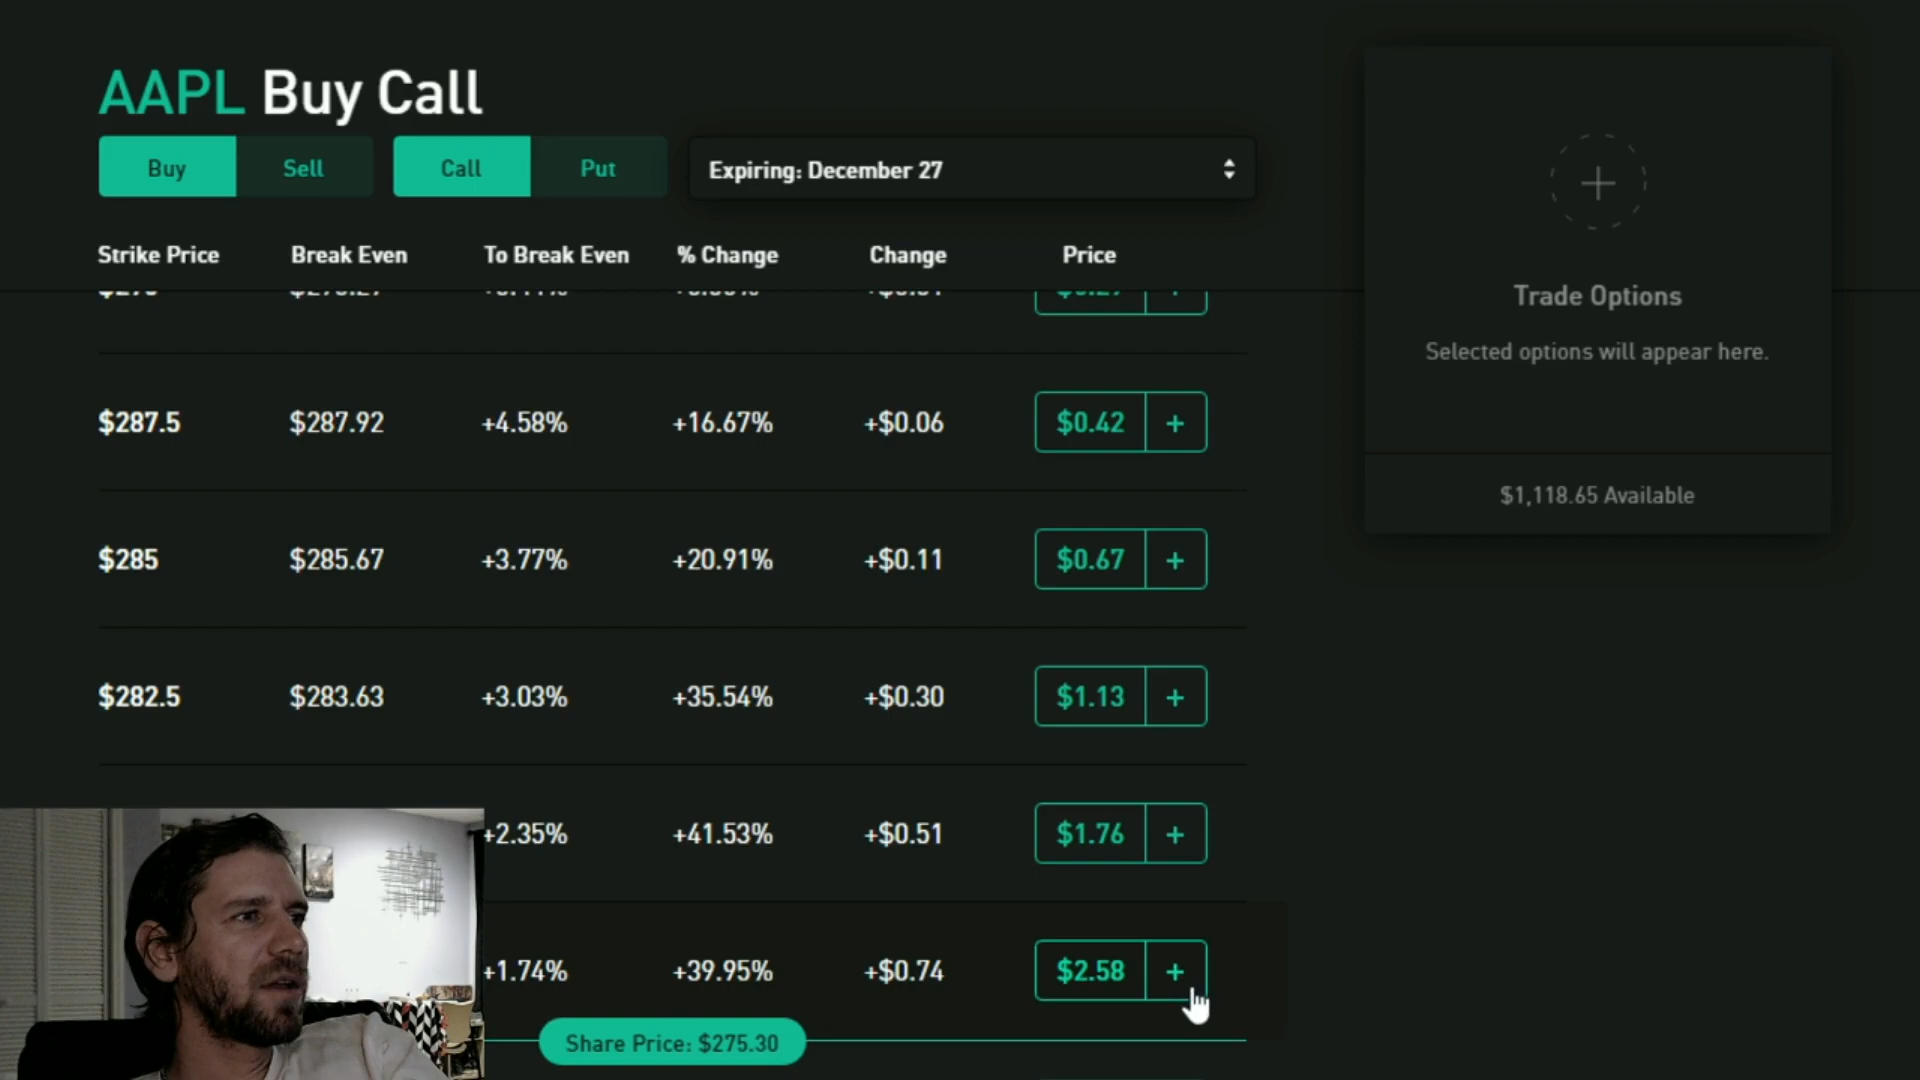 AAPL Buy Call
Buy Sell Call Put Expiring: December 27
Strike Price Break Even To Break Even % Change Change Price
$287.5 $287.92 +4.58% +16.67% +$0.06 $0.42 +
$285 $285.67 +3.77% +20.91% +$0.11 $0.67 +
$282.5 $283.63 +3.03% +35.54% +$0.30 $1.13 +
+2.35% +41.53% +$0.51 $1.76 +
+1.74% +39.95% +$0.74 $2.58 +
Share Price: $275.30
Trade Options
Selected options will appear here.
$1,118.65 Available